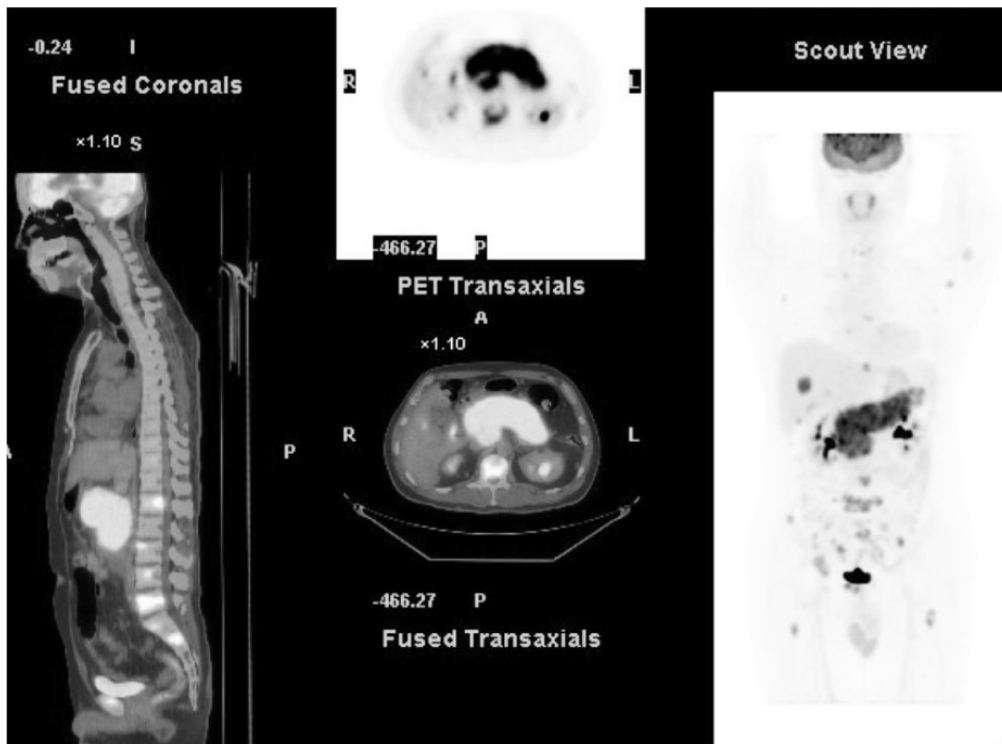 -0.24 I
Fused Coronals
×1.10 S
P
R
L
-466.27 P
PET Transaxials
A
×1.10
R
L
-466.27 P
Fused Transaxials
Scout View